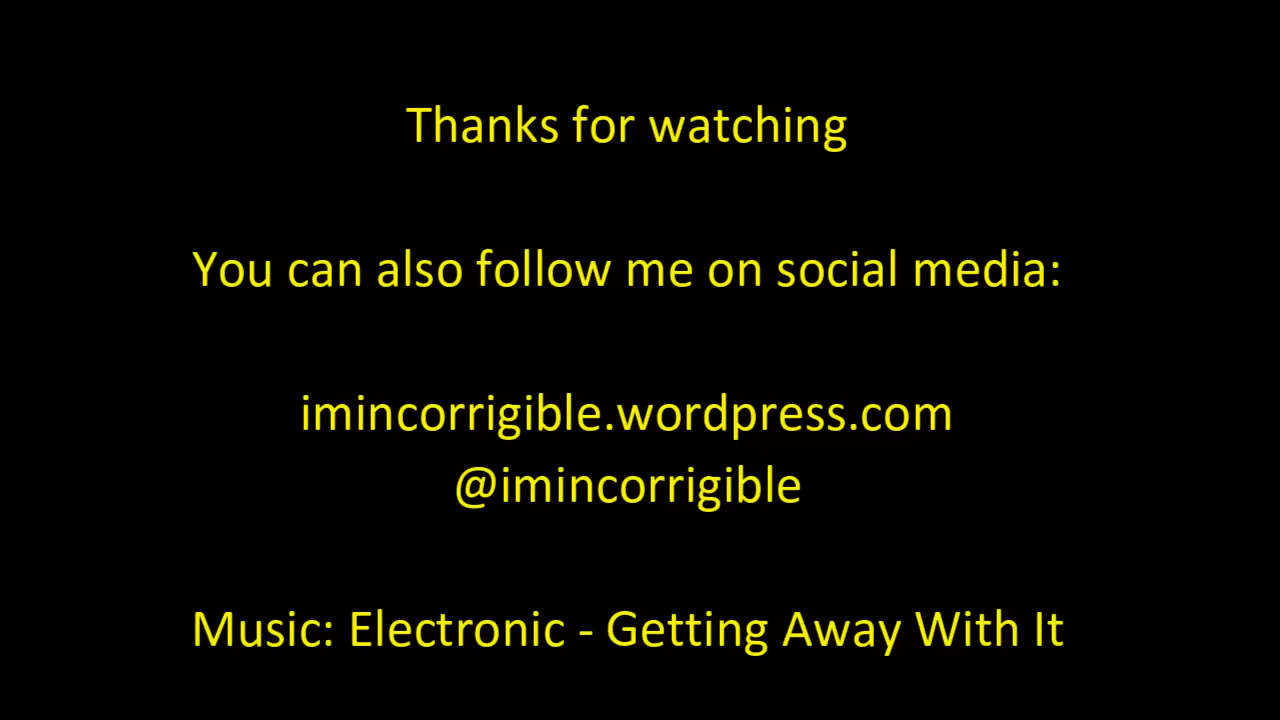 Thanks for watching
You can also follow me on social media:
imincorrigible.wordpress.com
@imincorrigible
Music: Electronic - Getting Away With It